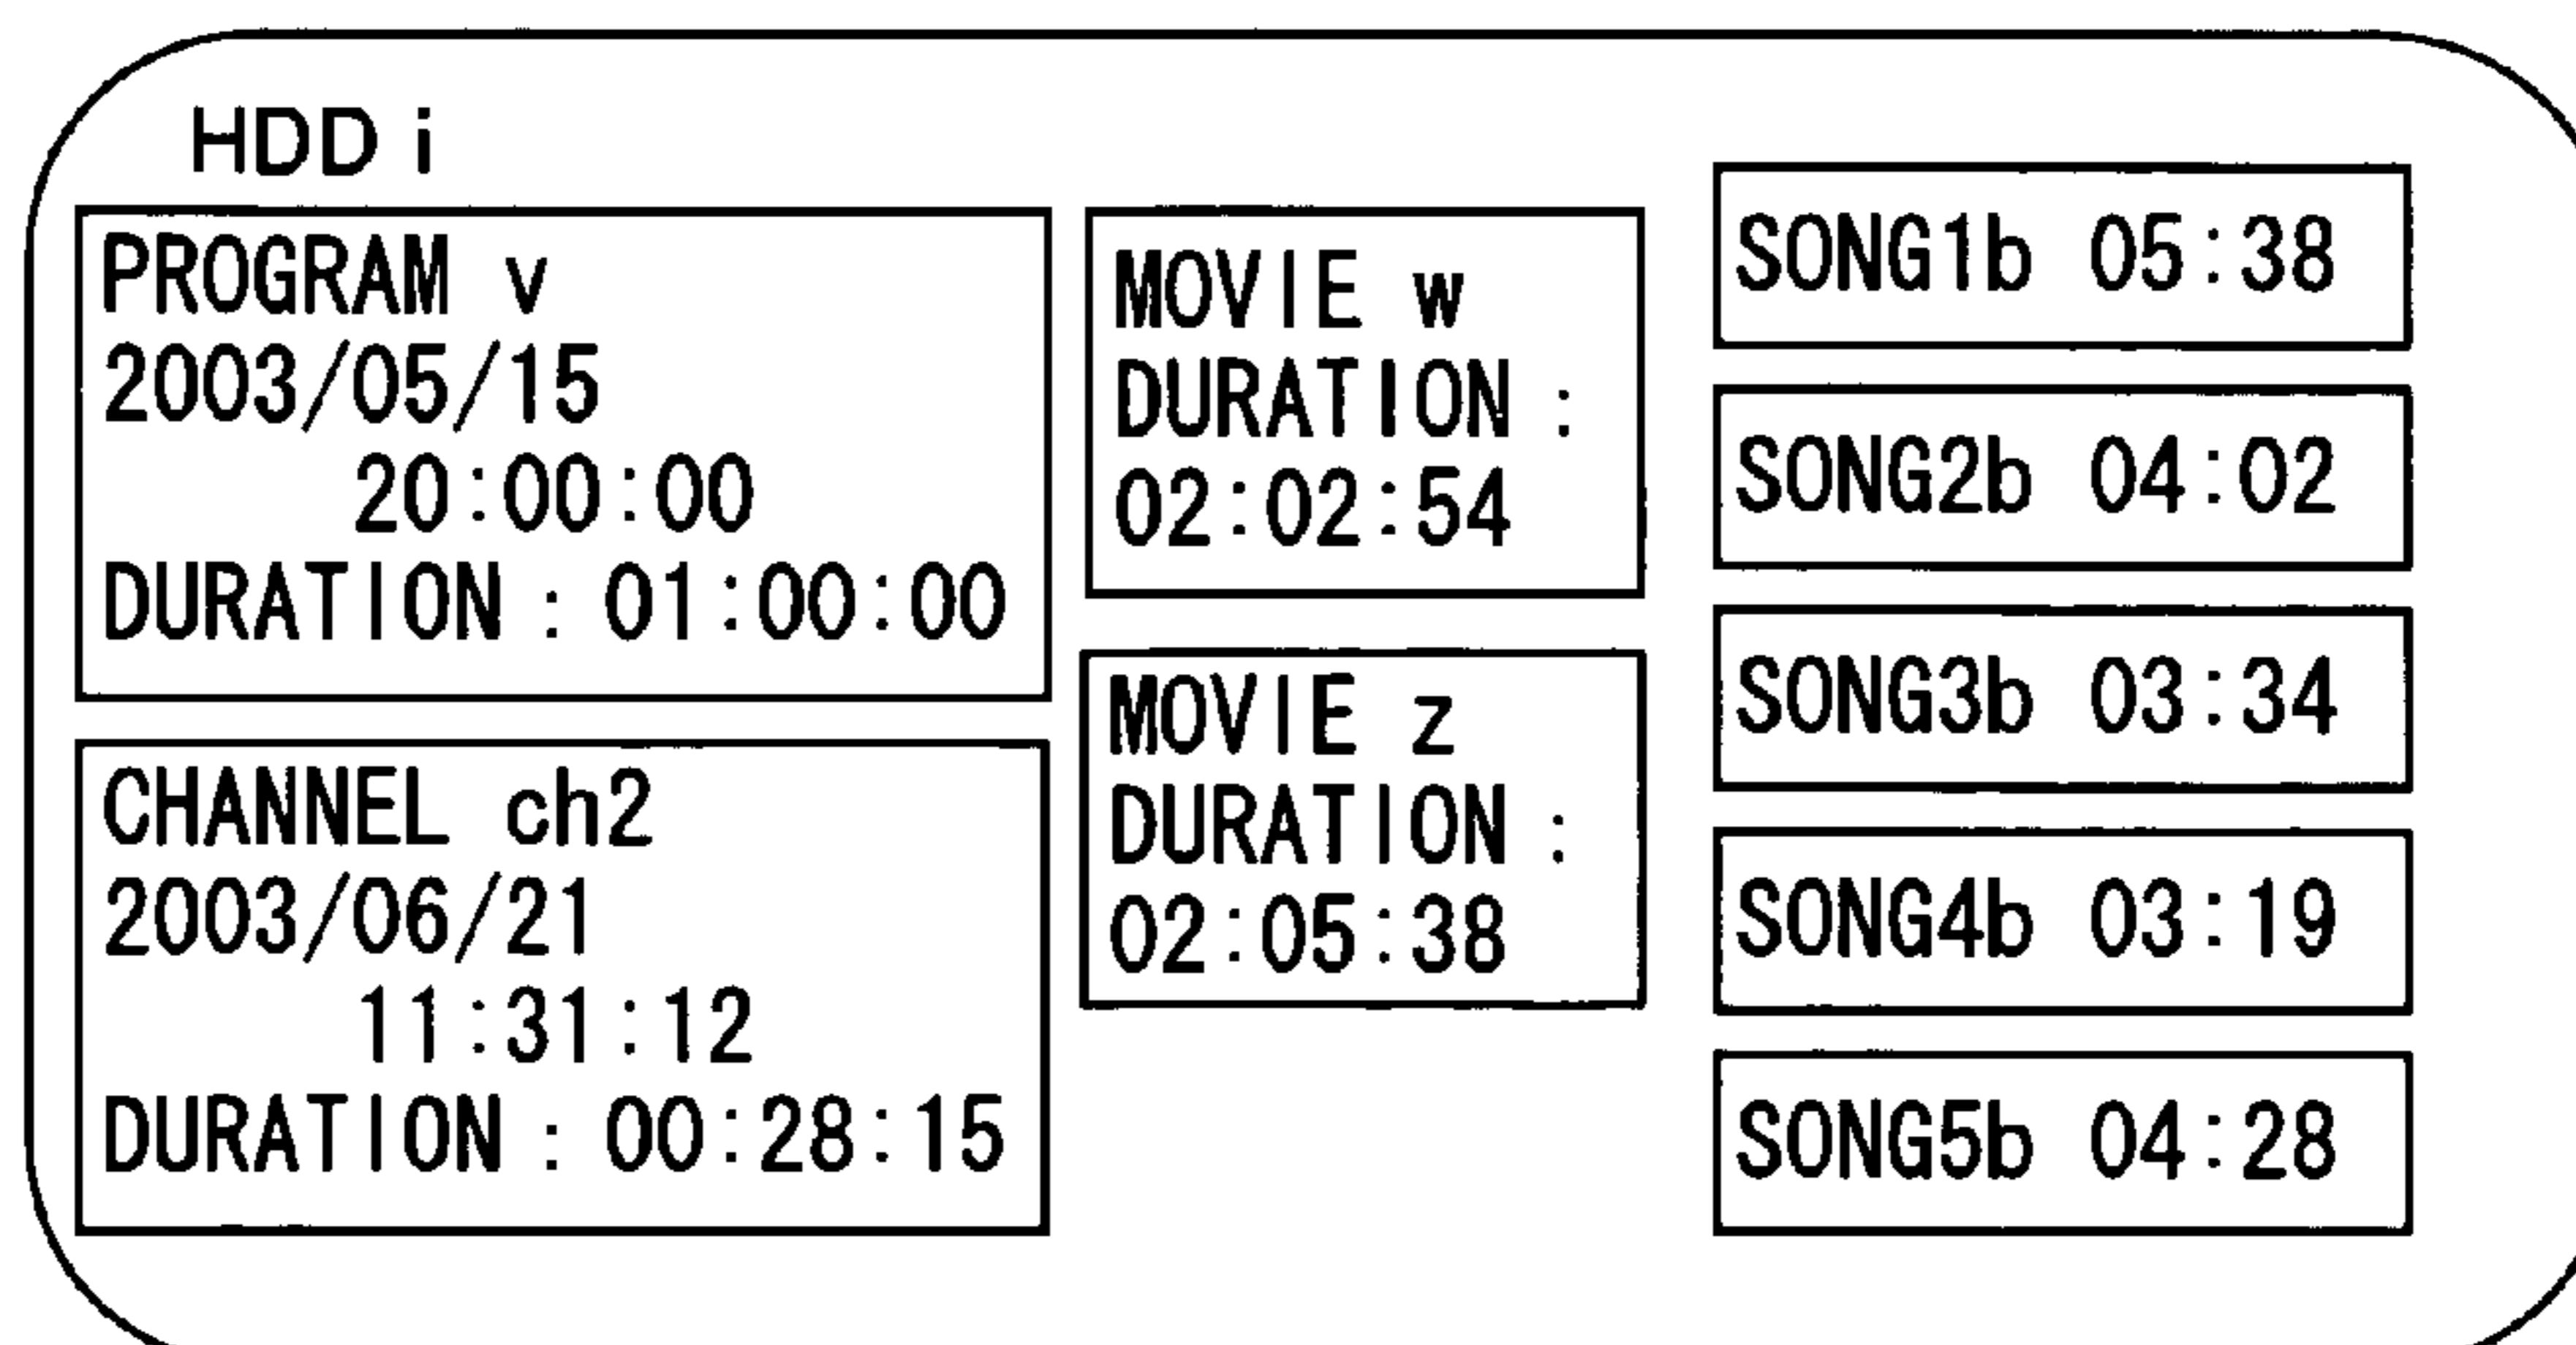 HDD i
PROGRAM v
2003/05/15
20:00:00
DURATION : 01:00:00
CHANNEL ch2
2003/06/21
11:31:12
DURATION : 00:28:15
MOVIE w
DURATION :
02:02:54
MOVIE z
DURATION :
02:05:38
SONG1b 05:38
SONG2b 04:02
SONG3b 03:34
SONG4b 03:19
SONG5b 04:28